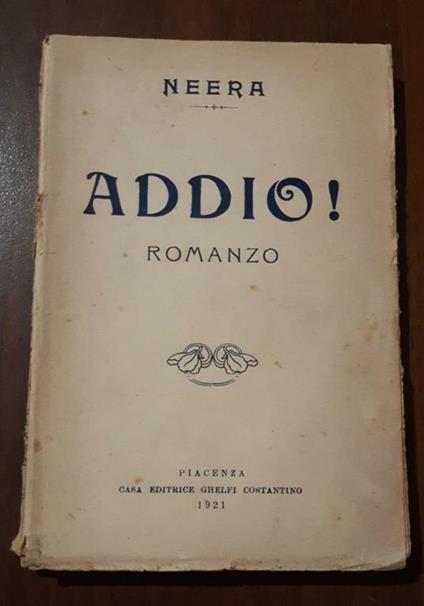 NEERA
ADDIO!
ROMANZO
PIACENZA
CASA EDITRICE GHELFI COSTANTINO
1921